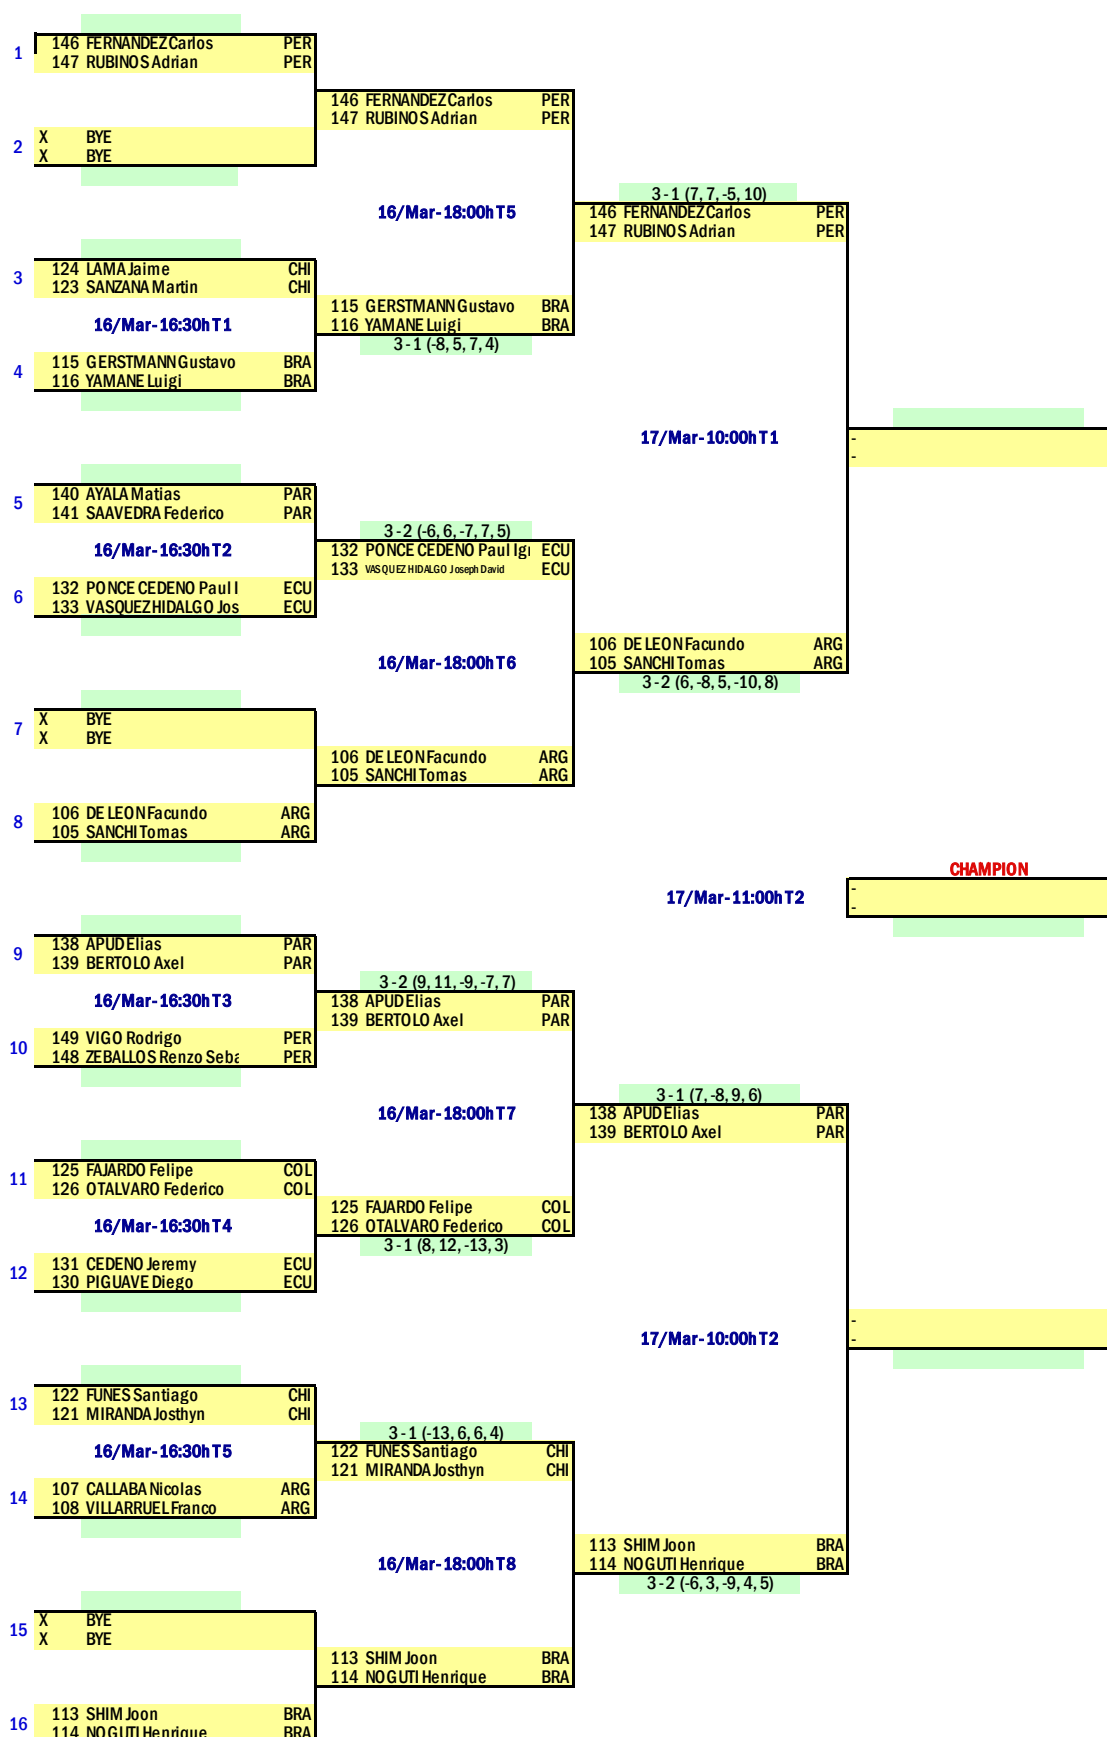 1
146 FERNANDEZ Carlos PER
147 RUBINOS Adrian PER
146 FERNANDEZ Carlos PER
147 RUBINOS Adrian PER
2
X BYE
X BYE
16/Mar-18:00h T5
3 - 1 (7, 7, -5, 10)
146 FERNANDEZ Carlos PER
147 RUBINOS Adrian PER
3
124 LAMA Jaime CHI
123 SANZANA Martin CHI
16/Mar-16:30h T1
115 GERSTMANN Gustavo BRA
116 YAMANE Luigi BRA
3 - 1 (-8, 5, 7, 4)
4
115 GERSTMANN Gustavo BRA
116 YAMANE Luigi BRA
17/Mar-10:00h T1
-
-
5
140 AYALA Matias PAR
141 SAAVEDRA Federico PAR
16/Mar-16:30h T2
3 - 2 (-6, 6, -7, 7, 5)
132 PONCE CEDENO Paul Ig ECU
133 VASQUEZ HIDALGO Joseph David ECU
6
132 PONCE CEDENO Paul I ECU
133 VASQUEZ HIDALGO Jos ECU
16/Mar-18:00h T6
106 DE LEON Facundo ARG
105 SANCHI Tomas ARG
3 - 2 (6, -8, 5, -10, 8)
7
X BYE
X BYE
106 DE LEON Facundo ARG
105 SANCHI Tomas ARG
8
106 DE LEON Facundo ARG
105 SANCHI Tomas ARG
CHAMPION
17/Mar-11:00h T2
-
-
9
138 APUD Elias PAR
139 BERTOLO Axel PAR
16/Mar-16:30h T3
3 - 2 (9, 11, -9, -7, 7)
138 APUD Elias PAR
139 BERTOLO Axel PAR
10
149 VIGO Rodrigo PER
148 ZEBALLOS Renzo Seba PER
16/Mar-18:00h T7
3 - 1 (7, -8, 9, 6)
138 APUD Elias PAR
139 BERTOLO Axel PAR
11
125 FAJARDO Felipe COL
126 OTALVARO Federico COL
16/Mar-16:30h T4
125 FAJARDO Felipe COL
126 OTALVARO Federico COL
3 - 1 (8, 12, -13, 3)
12
131 CEDENO Jeremy ECU
130 PIGUAVE Diego ECU
17/Mar-10:00h T2
-
-
13
122 FUNES Santiago CHI
121 MIRANDA Josthyn CHI
16/Mar-16:30h T5
3 - 1 (-13, 6, 6, 4)
122 FUNES Santiago CHI
121 MIRANDA Josthyn CHI
14
107 CALLABA Nicolas ARG
108 VILLARRUEL Franco ARG
16/Mar-18:00h T8
113 SHIM Joon BRA
114 NOGUTI Henrique BRA
3 - 2 (-6, 3, -9, 4, 5)
15
X BYE
X BYE
113 SHIM Joon BRA
114 NOGUTI Henrique BRA
16
113 SHIM Joon BRA
114 NOGUTI Henrique BRA